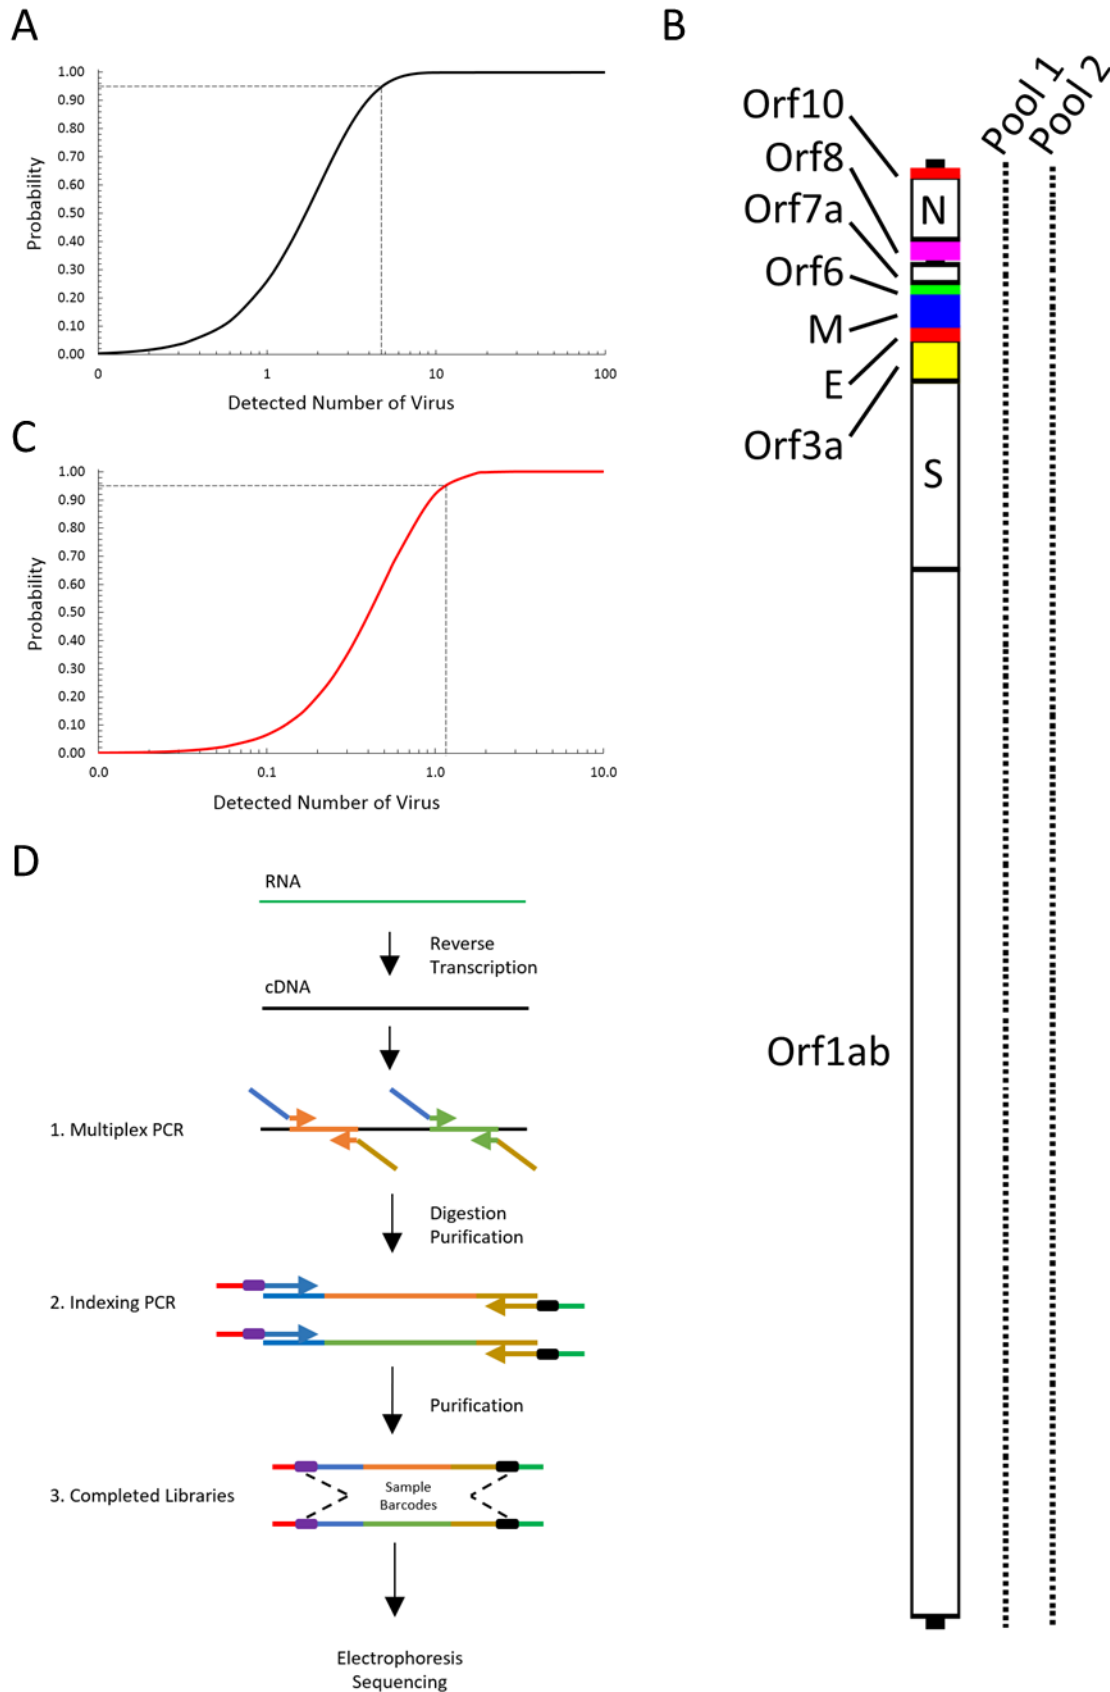 A
Probability
1.00
0.90
0.80
0.70
0.60
0.50
0.40
0.30
0.20
0.10
0.00
0
1
10
100
Detected Number of Virus
B
Pool 1
Pool 2
Orf10
Orf8
Orf7a
Orf6
M
E
Orf3a
N
S
Orf1ab
C
Probability
1.00
0.90
0.80
0.70
0.60
0.50
0.40
0.30
0.20
0.10
0.00
0.0
0.1
1.0
10.0
Detected Number of Virus
D
RNA
Reverse
Transcription
cDNA
1. Multiplex PCR
Digestion
Purification
2. Indexing PCR
Purification
3. Completed Libraries
Sample
Barcodes
Electrophoresis
Sequencing